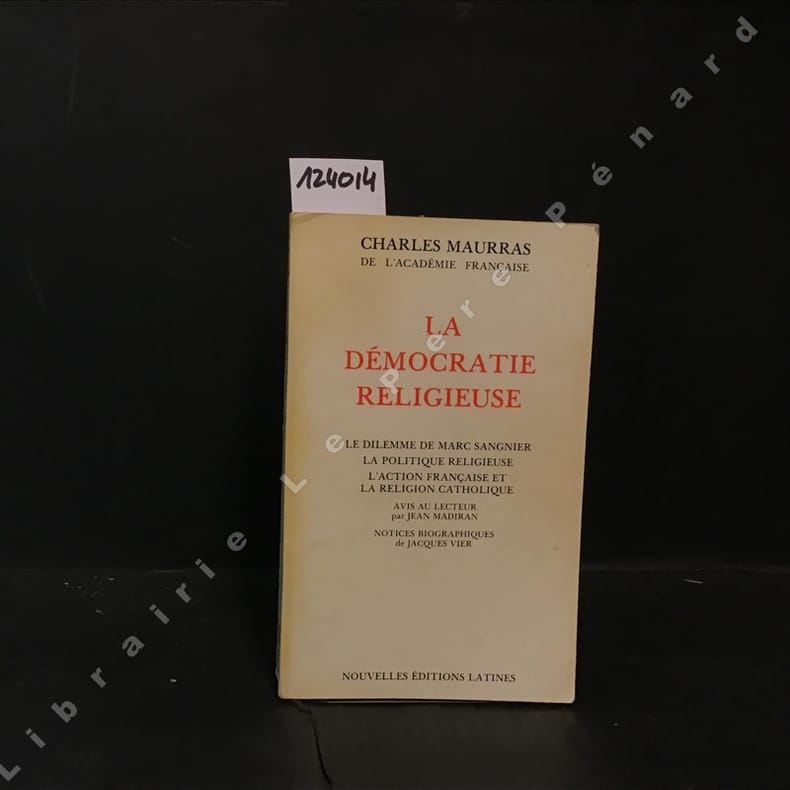 124014
CHARLES MAURRAS
DE L'ACADÉMIE FRANÇAISE
LA
DÉMOCRATIE
RELIGIEUSE
LE DILEMME DE MARC SANGNIER
LA POLITIQUE RELIGIEUSE
L'ACTION FRANÇAISE ET
LA RELIGION CATHOLIQUE
AVIS AU LECTEUR
par JEAN MADIRAN
NOTICES BIOGRAPHIQUES
de JACQUES VIER
NOUVELLES ÉDITIONS LATINES
Librairie Le Père Pénard